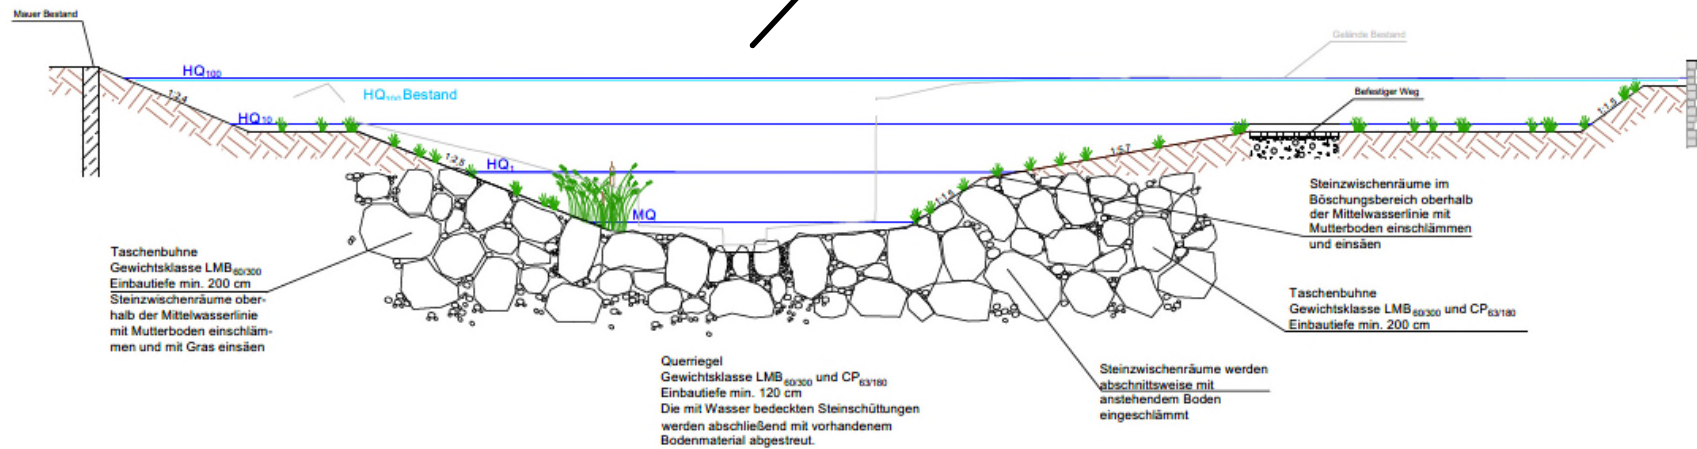 Mauer Bestand
Gelände Bestand
HQ100
HQ100 Bestand
1:2,4
Befestiger Weg
HQ10
1:1,5
1:2,5
HQ1
1:5,7
1:1,6
MQ
Steinzwischenräume im
Böschungsbereich oberhalb
der Mittelwasserlinie mit
Mutterboden einschlämmen
und einsäen
Taschenbuhne
Gewichtsklasse LMB60/300
Einbautiefe min. 200 cm
Steinzwischenräume ober-
halb der Mittelwasserlinie
mit Mutterboden einschläm-
men und mit Gras einsäen
Taschenbuhne
Gewichtsklasse LMB60/300 und CP63/180
Einbautiefe min. 200 cm
Querriegel
Gewichtsklasse LMB60/300 und CP63/180
Einbautiefe min. 120 cm
Die mit Wasser bedeckten Steinschüttungen
werden abschließend mit vorhandenem
Bodenmaterial abgestreut.
Steinzwischenräume werden
abschnittsweise mit
anstehendem Boden
eingeschlämmt